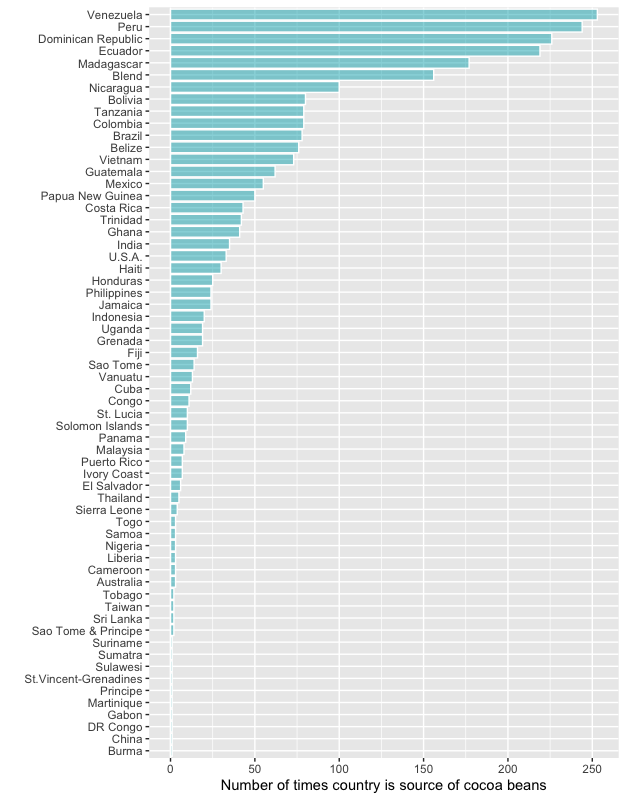 Venezuela
Peru
Dominican Republic
Ecuador
Madagascar
Blend
Nicaragua
Bolivia
Tanzania
Colombia
Brazil
Belize
Vietnam
Guatemala
Mexico
Papua New Guinea
Costa Rica
Trinidad
Ghana
India
U.S.A.
Haiti
Honduras
Philippines
Jamaica
Indonesia
Uganda
Grenada
Fiji
Sao Tome
Vanuatu
Cuba
Congo
St. Lucia
Solomon Islands
Panama
Malaysia
Puerto Rico
Ivory Coast
El Salvador
Thailand
Sierra Leone
Togo
Samoa
Nigeria
Liberia
Cameroon
Australia
Tobago
Taiwan
Sri Lanka
Sao Tome & Principe
Suriname
Sumatra
Sulawesi
St.Vincent-Grenadines
Principe
Martinique
Gabon
DR Congo
China
Burma
0 50 100 150 200 250
Number of times country is source of cocoa beans